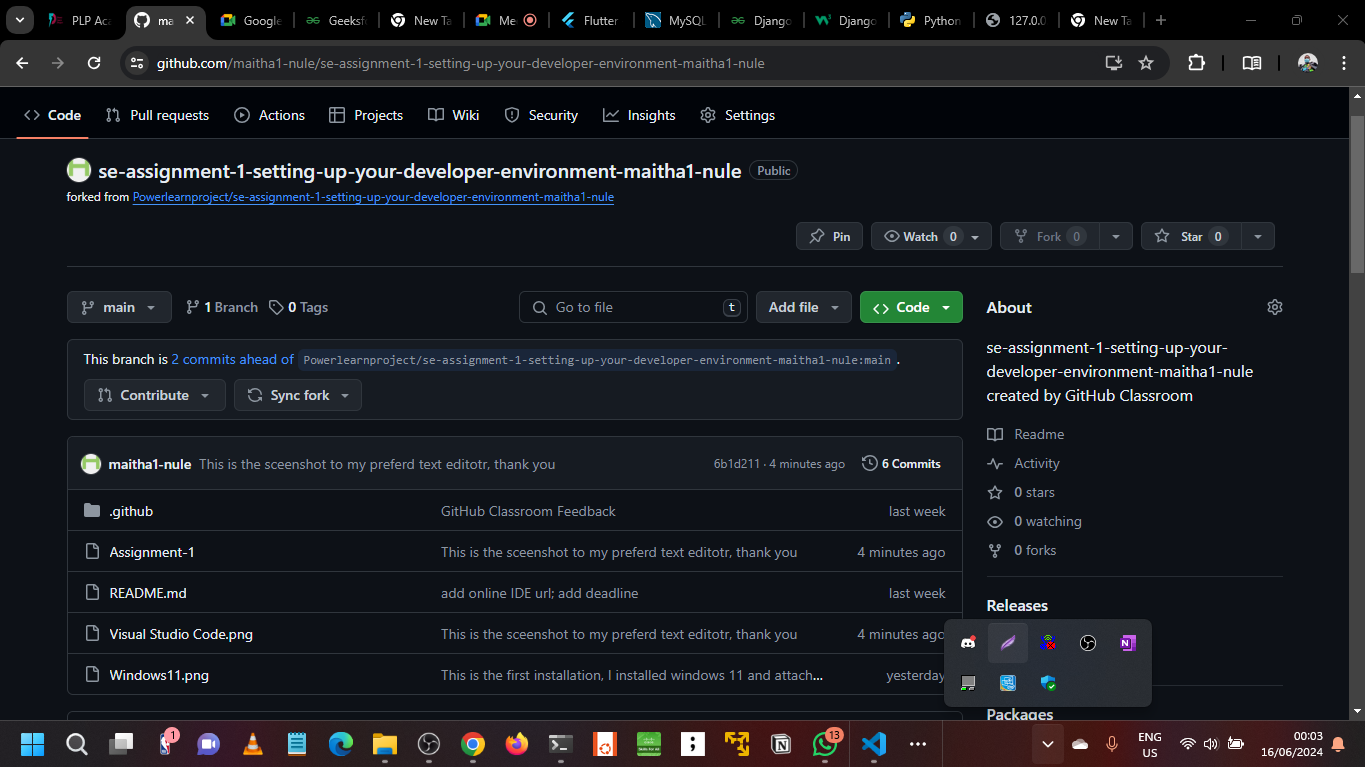 PLP Aca
ma
Google
Geeksfo
New Ta
Me
Flutter
MySQL
Django
Django
Python
127.0.0
New Ta
github.com/maitha1-nule/se-assignment-1-setting-up-your-developer-environment-maitha1-nule
Code Pull requests Actions Projects Wiki Security Insights Settings
se-assignment-1-setting-up-your-developer-environment-maitha1-nule Public
forked from Powerlearnproject/se-assignment-1-setting-up-your-developer-environment-maitha1-nule
Pin Watch 0 Fork 0 Star 0
main 1 Branch 0 Tags Go to file t Add file Code
This branch is 2 commits ahead of Powerlearnproject/se-assignment-1-setting-up-your-developer-environment-maitha1-nule:main .
Contribute Sync fork
maitha1-nule This is the sceenshot to my preferd text editotr, thank you 6b1d211 · 4 minutes ago 6 Commits
.github GitHub Classroom Feedback last week
Assignment-1 This is the sceenshot to my preferd text editotr, thank you 4 minutes ago
README.md add online IDE url; add deadline last week
Visual Studio Code.png This is the sceenshot to my preferd text editotr, thank you 4 minutes ago
Windows11.png This is the first installation, I installed windows 11 and attach... yesterday
About
se-assignment-1-setting-up-your-
developer-environment-maitha1-nule
created by GitHub Classroom
Readme
Activity
0 stars
0 watching
0 forks
Releases
Packages
N
1
13
ENG
US
00:03
16/06/2024